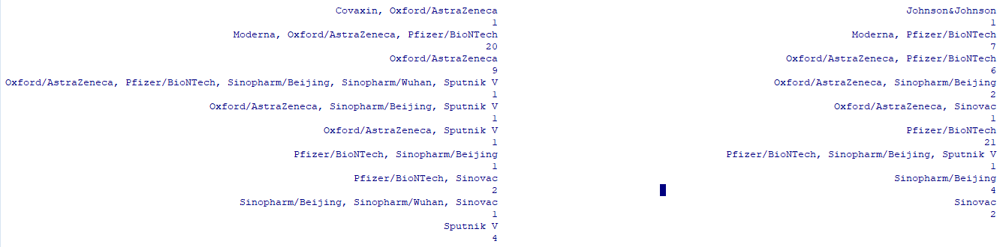 Covaxin, Oxford/AstraZeneca Johnson&Johnson
1 1
Moderna, Oxford/AstraZeneca, Pfizer/BioNTech Moderna, Pfizer/BioNTech
20 7
Oxford/AstraZeneca Oxford/AstraZeneca, Pfizer/BioNTech
9 6
Oxford/AstraZeneca, Pfizer/BioNTech, Sinopharm/Beijing, Sinopharm/Wuhan, Sputnik V Oxford/AstraZeneca, Sinopharm/Beijing
1 2
Oxford/AstraZeneca, Sinopharm/Beijing, Sputnik V Oxford/AstraZeneca, Sinovac
1 1
Oxford/AstraZeneca, Sputnik V Pfizer/BioNTech
1 21
Pfizer/BioNTech, Sinopharm/Beijing Pfizer/BioNTech, Sinopharm/Beijing, Sputnik V
1 1
Pfizer/BioNTech, Sinovac Sinopharm/Beijing
2 4
Sinopharm/Beijing, Sinopharm/Wuhan, Sinovac Sinovac
1 2
Sputnik V
4